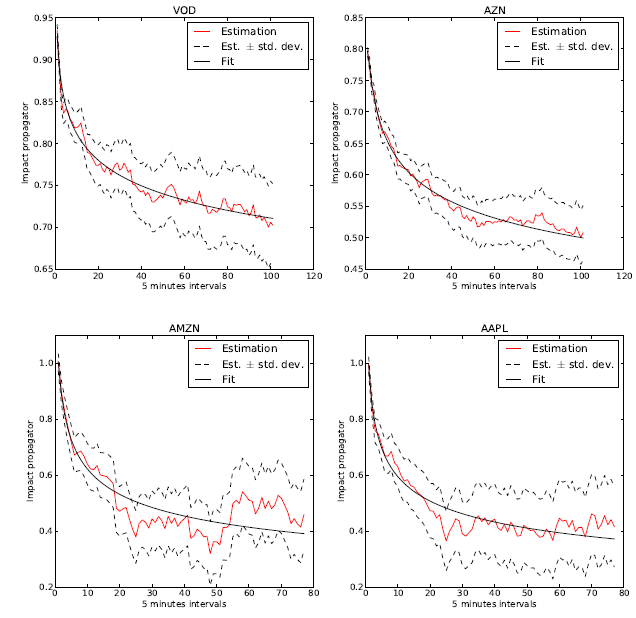 VOD
0.95
0.90
0.85
0.80
0.75
0.70
0.65
0 20 40 60 80 100 120
Impact propagator
5 minutes intervals
Estimation
Est. ± std. dev.
Fit
AZN
0.85
0.80
0.75
0.70
0.65
0.60
0.55
0.50
0.45
0 20 40 60 80 100 120
Impact propagator
5 minutes intervals
Estimation
Est. ± std. dev.
Fit
AMZN
1.0
0.8
0.6
0.4
0.2
0 10 20 30 40 50 60 70 80
Impact propagator
5 minutes intervals
Estimation
Est. ± std. dev.
Fit
AAPL
1.0
0.8
0.6
0.4
0.2
0 10 20 30 40 50 60 70 80
Impact propagator
5 minutes intervals
Estimation
Est. ± std. dev.
Fit